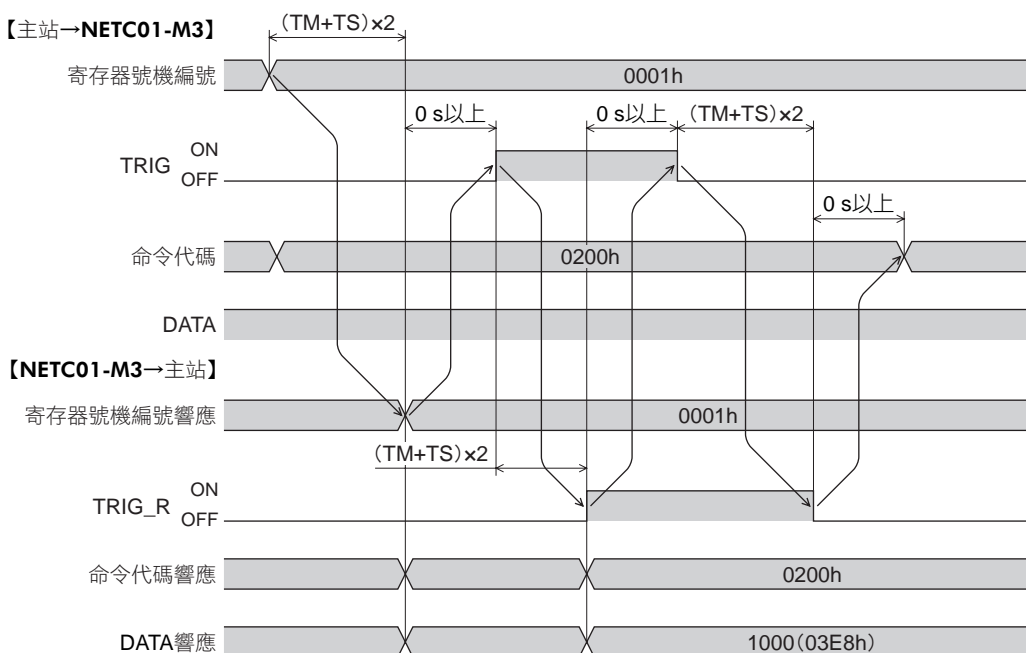 【主站→NETC01-M3】
(TM+TS)×2
寄存器號機編號
0001h
0 s以上
0 s以上
(TM+TS)×2
TRIG
ON
OFF
0 s以上
命令代碼
0200h
DATA
【NETC01-M3→主站】
寄存器號機編號響應
0001h
(TM+TS)×2
TRIG_R
ON
OFF
命令代碼響應
0200h
DATA響應
1000(03E8h)